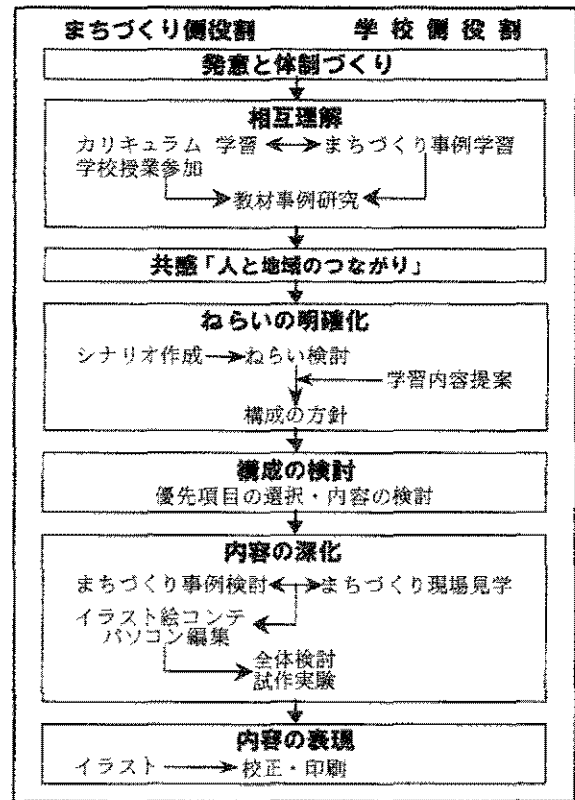 まちづくり側役割 学校側役割
発意と体制づくり
相互理解
カリキュラム 学習 まちづくり事例学習
学校授業参加
教材事例研究
共感「人と地域のつながり」
ねらいの明確化
シナリオ作成 ねらい検討
学習内容提案
構成の方針
構成の検討
優先項目の選択・内容の検討
内容の深化
まちづくり事例検討 まちづくり現場見学
イラスト絵コンテ
パソコン編集
全体検討
試作実験
内容の表現
イラスト 校正・印刷